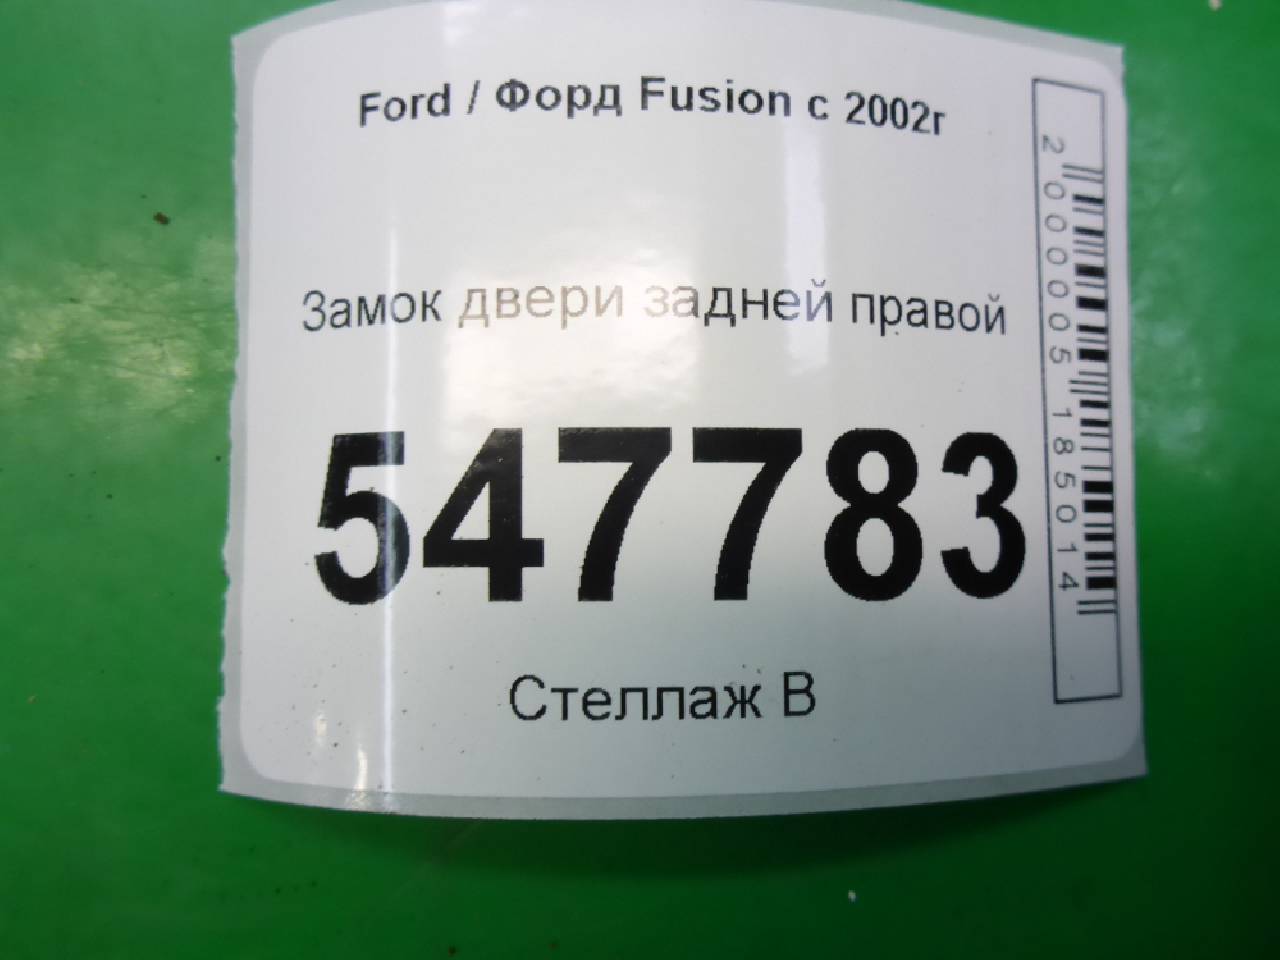 Ford / Форд Fusion с 2002г
Замок двери задней правой
547783
Стеллаж В
2000005185014